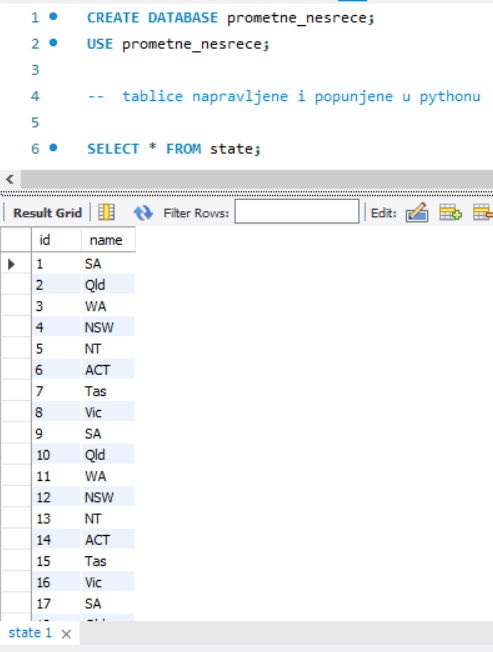 1 CREATE DATABASE prometne_nesrece;
2 USE prometne_nesrece;
3
4 -- tablice napravljene i popunjene u pythonu
5
6 SELECT * FROM state;
Result Grid Filter Rows: Edit:
id name
1 SA
2 Qld
3 WA
4 NSW
5 NT
6 ACT
7 Tas
8 Vic
9 SA
10 Qld
11 WA
12 NSW
13 NT
14 ACT
15 Tas
16 Vic
17 SA
state 1